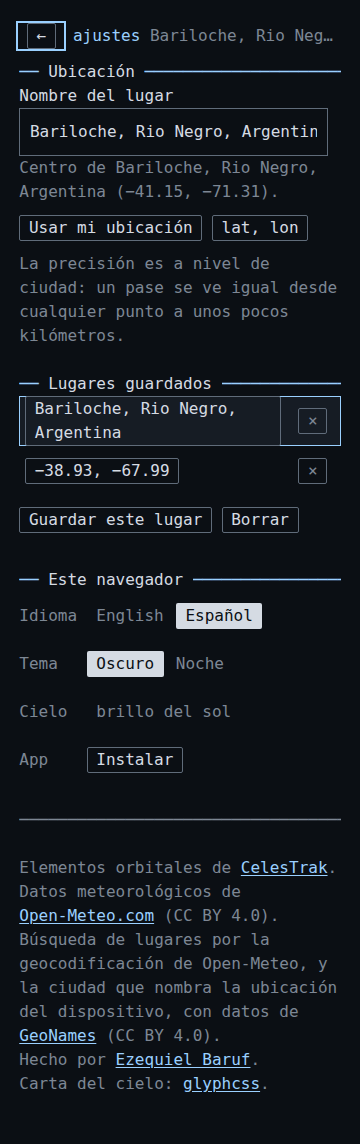 ← ajustes Bariloche, Rio Neg…
Ubicación
Nombre del lugar
Bariloche, Rio Negro, Argentin
Centro de Bariloche, Rio Negro,
Argentina (−41.15, −71.31).
Usar mi ubicación lat, lon
La precisión es a nivel de
ciudad: un pase se ve igual desde
cualquier punto a unos pocos
kilómetros.
Lugares guardados
Bariloche, Rio Negro,
Argentina ×
−38.93, −67.99 ×
Guardar este lugar Borrar
Este navegador
Idioma English Español
Tema Oscuro Noche
Cielo brillo del sol
App Instalar
Elementos orbitales de CelesTrak.
Datos meteorológicos de
Open-Meteo.com (CC BY 4.0).
Búsqueda de lugares por la
geocodificación de Open-Meteo, y
la ciudad que nombra la ubicación
del dispositivo, con datos de
GeoNames (CC BY 4.0).
Hecho por Ezequiel Baruf.
Carta del cielo: glyphcss.